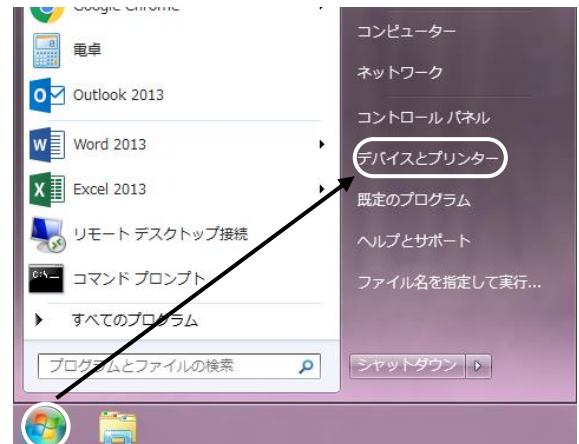 Google Chrome
電卓
Outlook 2013
Word 2013
Excel 2013
リモート デスクトップ接続
C:\
コマンド プロンプト
すべてのプログラム
プログラムとファイルの検索
コンピューター
ネットワーク
コントロール パネル
デバイスとプリンター
既定のプログラム
ヘルプとサポート
ファイル名を指定して実行...
シャットダウン